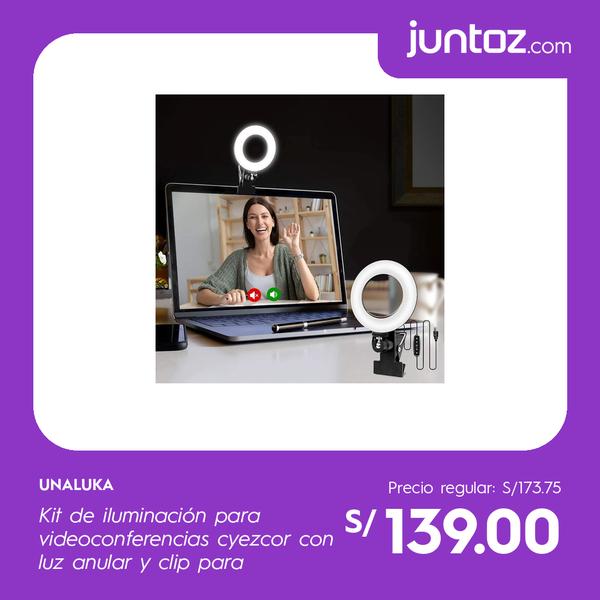 juntoz.com
UNALUKA
Kit de iluminación para
videoconferencias cyezcor con
luz anular y clip para
Precio regular: S/173.75
S/139.00